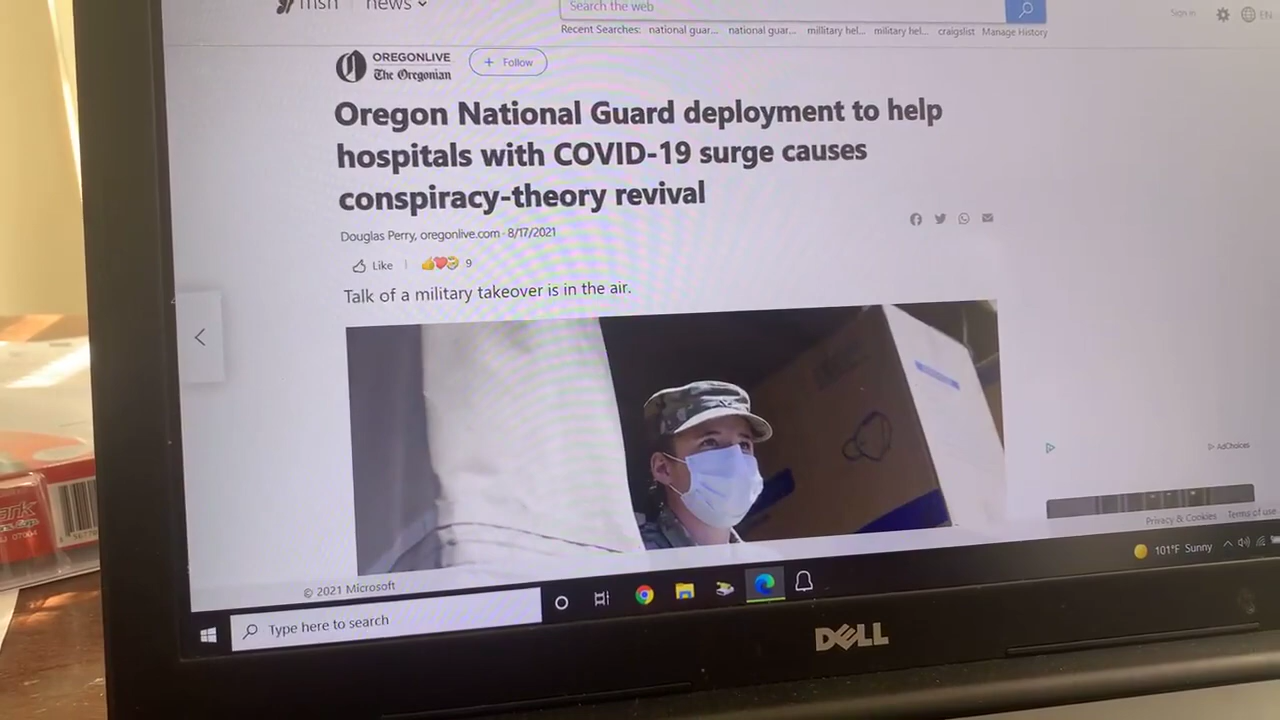 msn news
Search the web
Sign in
EN
Recent Searches: national guar... national guar... millitary hel... military hel... craigslist Manage History
OREGONLIVE
The Oregonian
+ Follow
Oregon National Guard deployment to help
hospitals with COVID-19 surge causes
conspiracy-theory revival
Douglas Perry, oregonlive.com · 8/17/2021
Like 9
Talk of a military takeover is in the air.
AdChoices
Privacy & Cookies Terms of use
© 2021 Microsoft
Type here to search
101°F Sunny
DELL